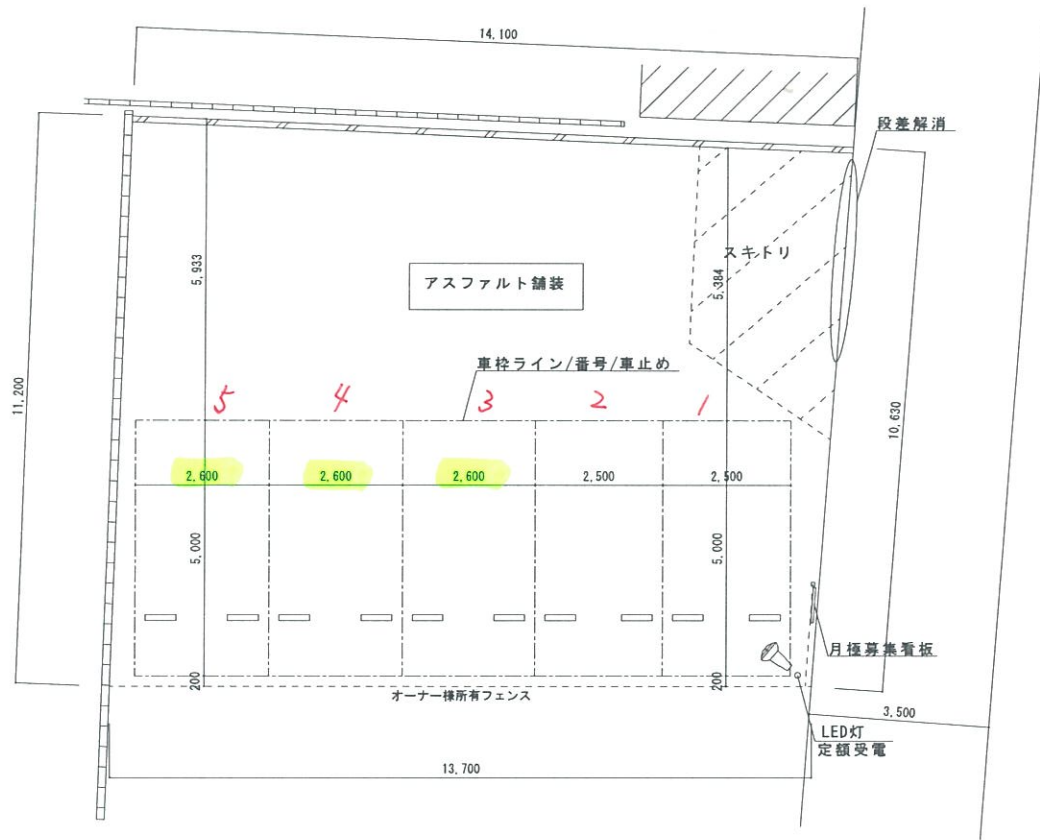 14,100
段差解消
スキトリ
5,933
5,384
アスファルト舗装
11,200
10,630
車枠ライン/番号/車止め
5
4
3
2
1
2,600
2,600
2,600
2,500
2,500
5,000
5,000
月極募集看板
200
200
オーナー様所有フェンス
3,500
LED灯
定額受電
13,700